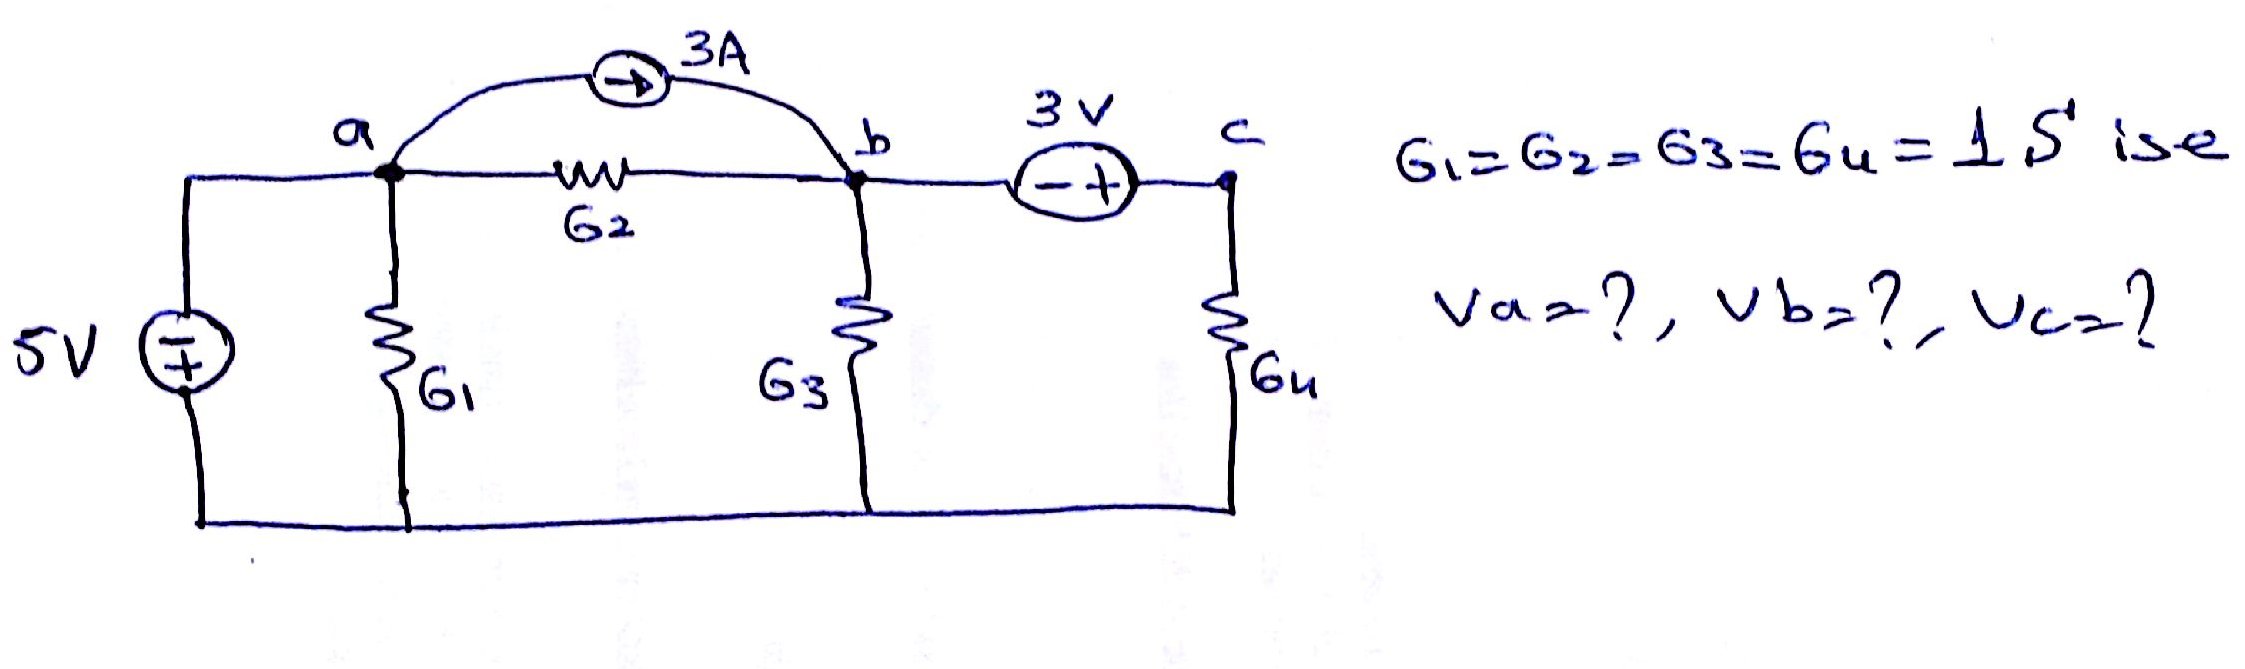 3A
a
b
3V
c
G2
- +
5V
- +
G1
G3
G4
G1=G2=G3=G4=1S ise
Va=?, Vb=?, Vc=?